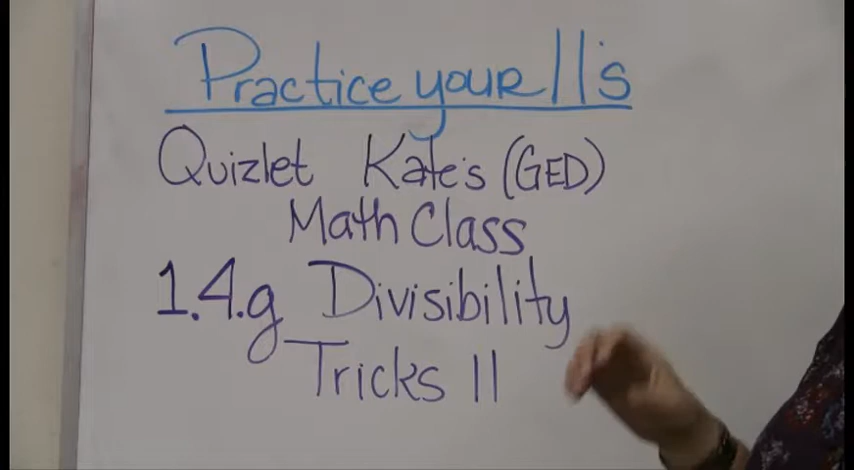 Practice your 11's
Quizlet Kate's (GED)
Math Class
1.4.g Divisibility
Tricks 11